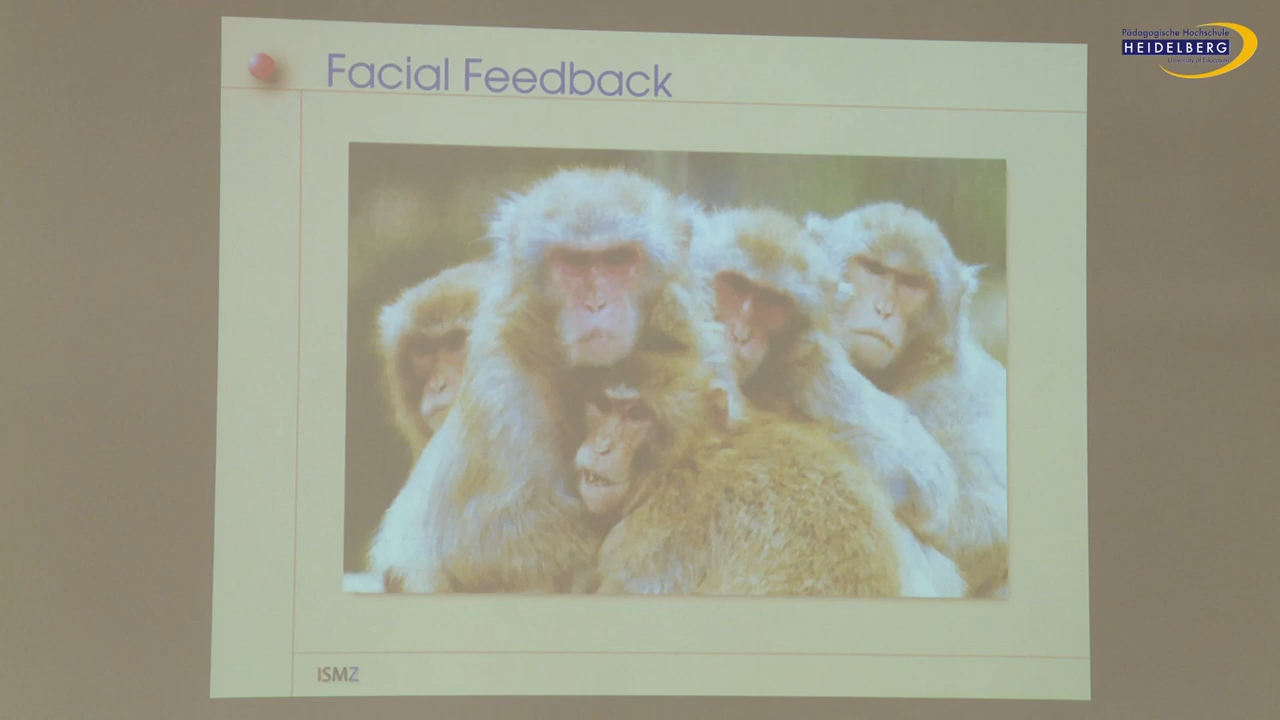 Facial Feedback
Pädagogische Hochschule
HEIDELBERG
University of Education
ISMZ